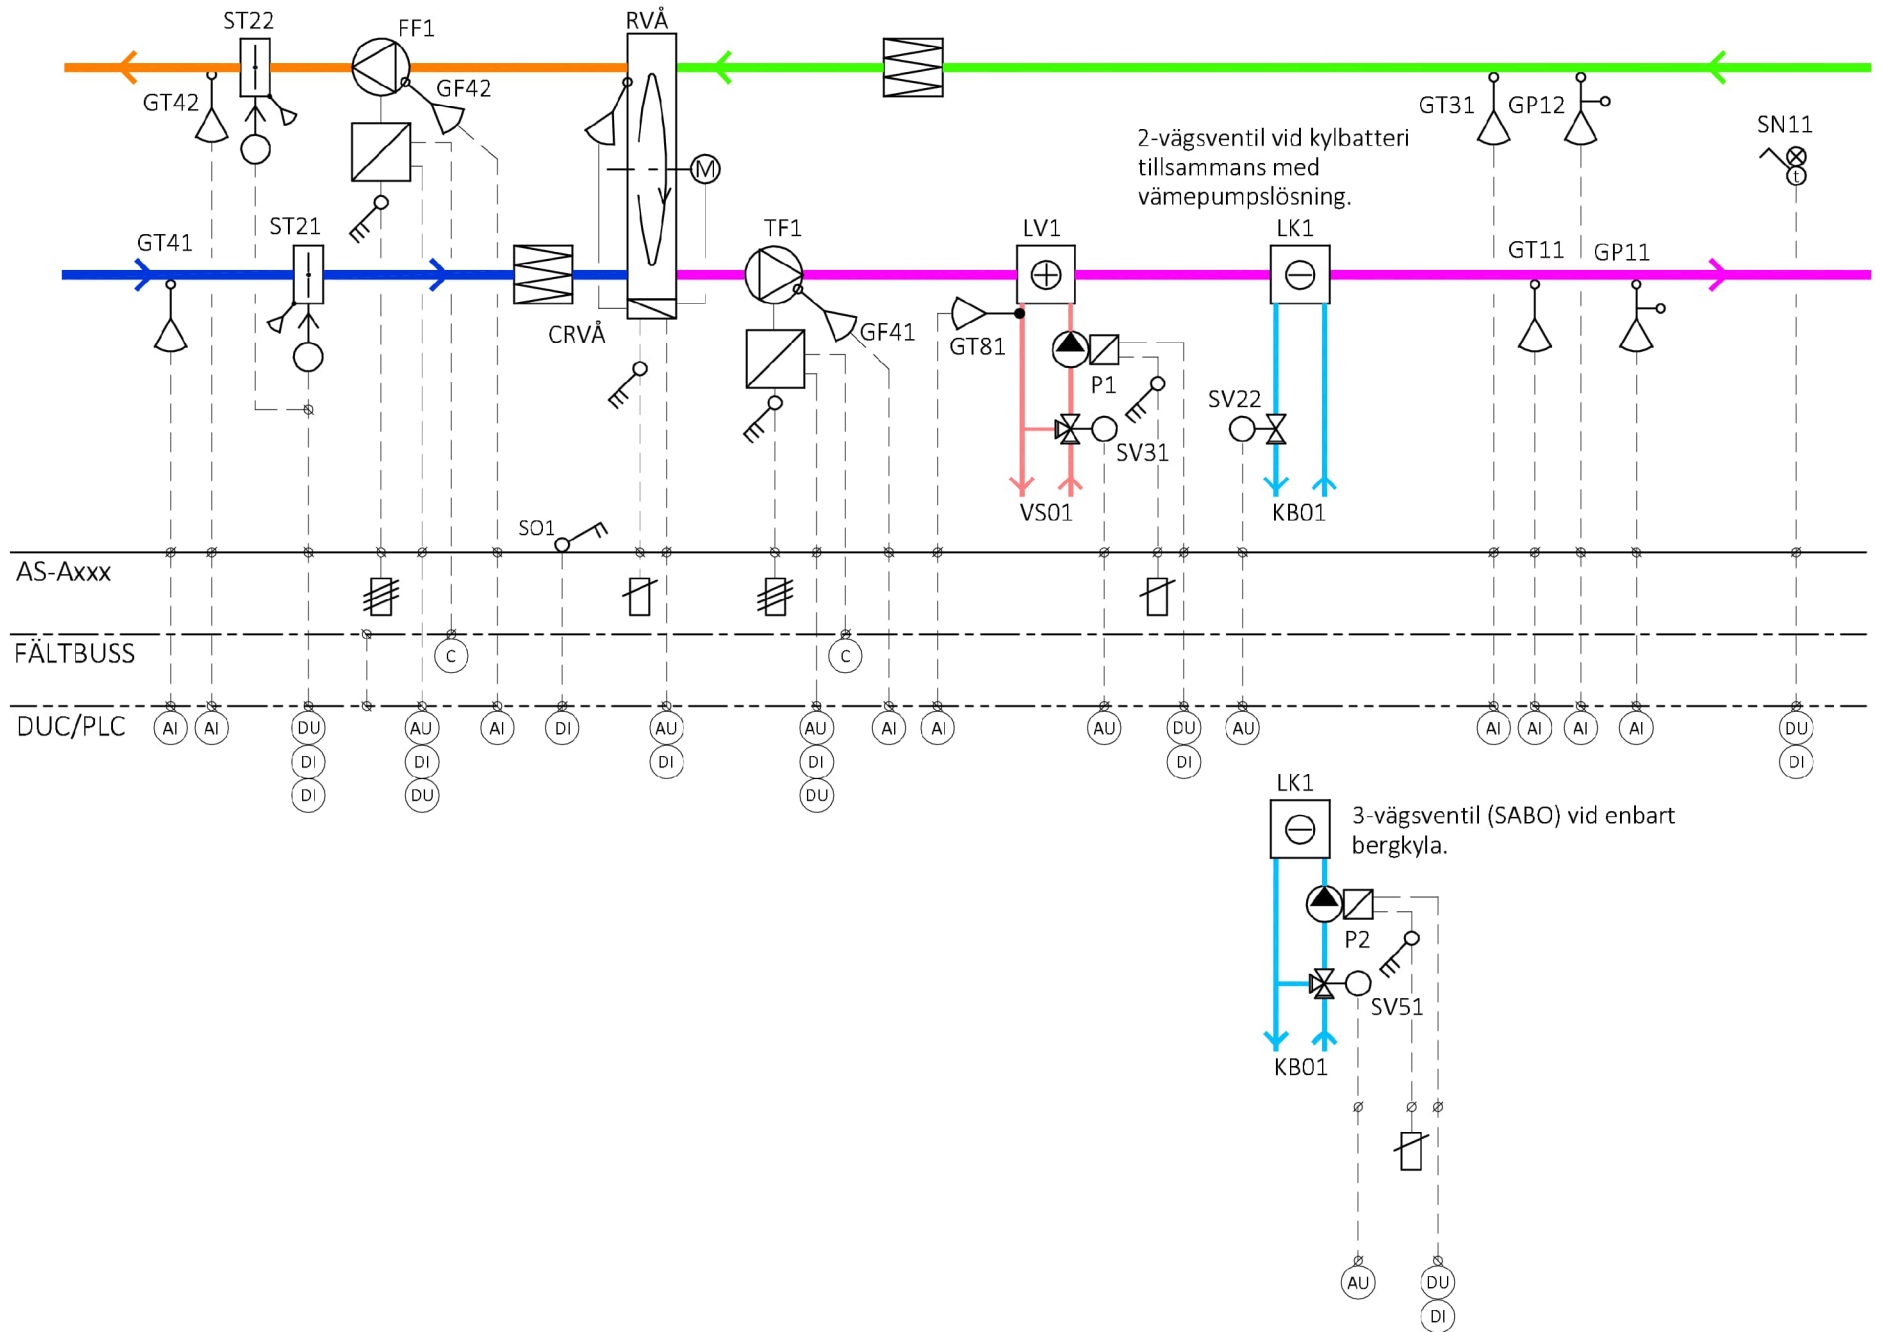 ST22
FF1
RVÅ
GT42
GF42
GT31
GP12
SN11
t
2-vägsventil vid kylbatteri
tillsammans med
vämepumpslösning.
M
GT41
ST21
TF1
LV1
LK1
GT11
GP11
CRVÅ
GF41
GT81
P1
SV22
SV31
VS01
KB01
SO1
AS-Axxx
FÄLTBUSS
C
C
DUC/PLC
AI
AI
DU
AU
AI
DI
AU
AU
AI
AI
AU
DU
AU
AI
AI
AI
AI
DU
DI
DI
DI
DI
DI
DI
DI
DU
DU
LK1
3-vägsventil (SABO) vid enbart
bergkyla.
P2
SV51
KB01
AU
DU
DI